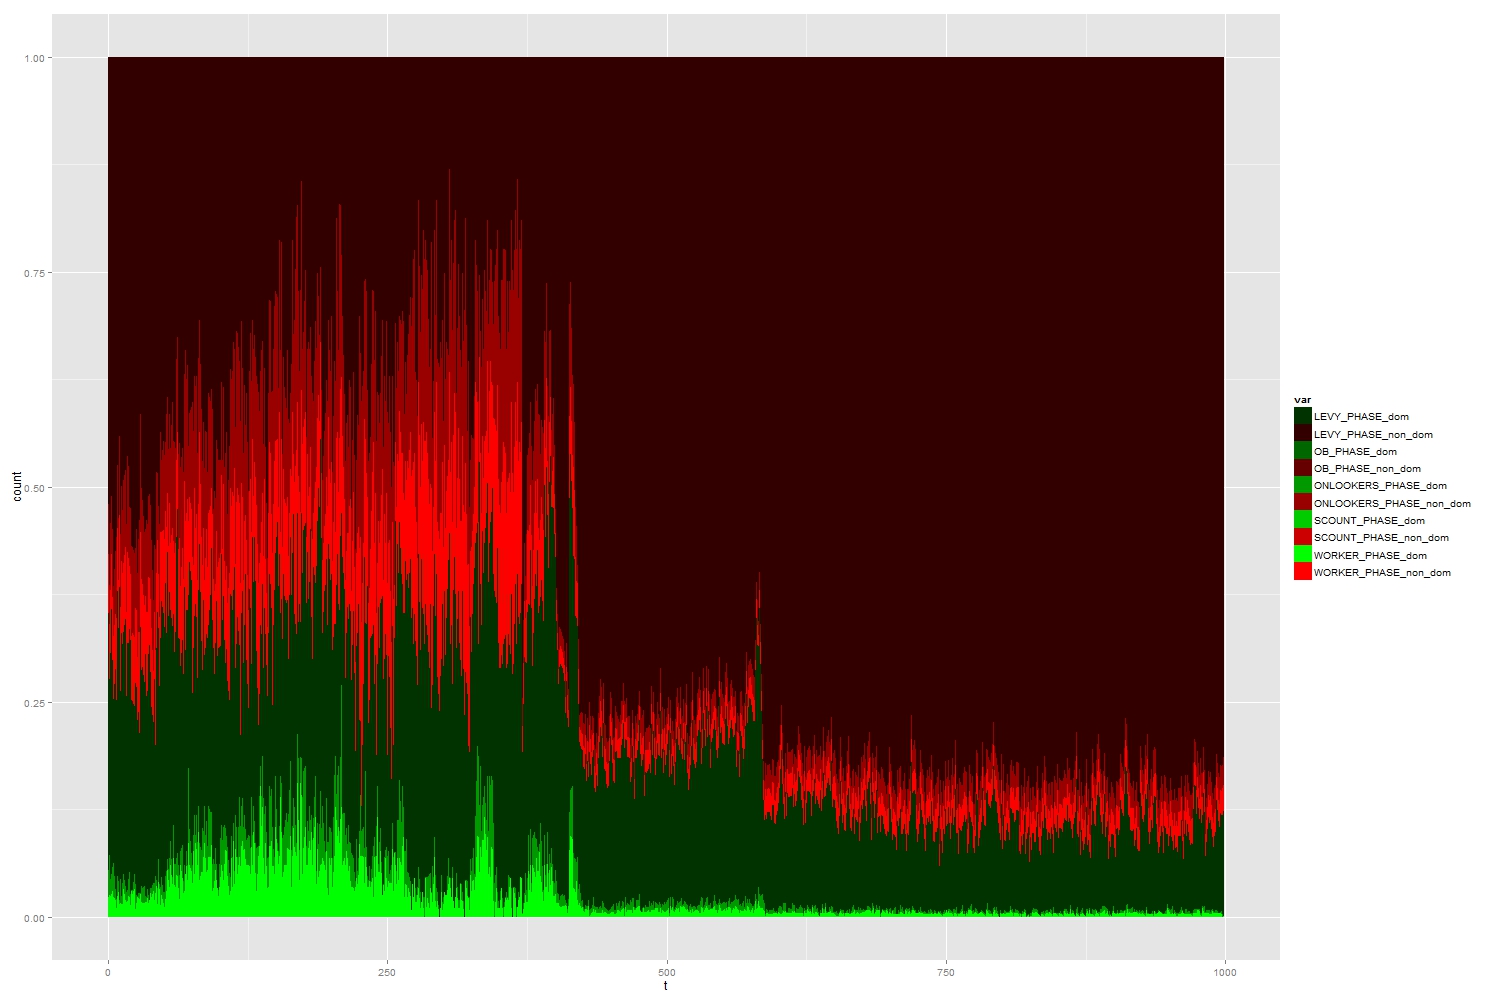 1.00
0.75
0.50
0.25
0.00
count
0
250
500
750
1000
t
var
LEVY_PHASE_dom
LEVY_PHASE_non_dom
OB_PHASE_dom
OB_PHASE_non_dom
ONLOOKERS_PHASE_dom
ONLOOKERS_PHASE_non_dom
SCOUNT_PHASE_dom
SCOUNT_PHASE_non_dom
WORKER_PHASE_dom
WORKER_PHASE_non_dom